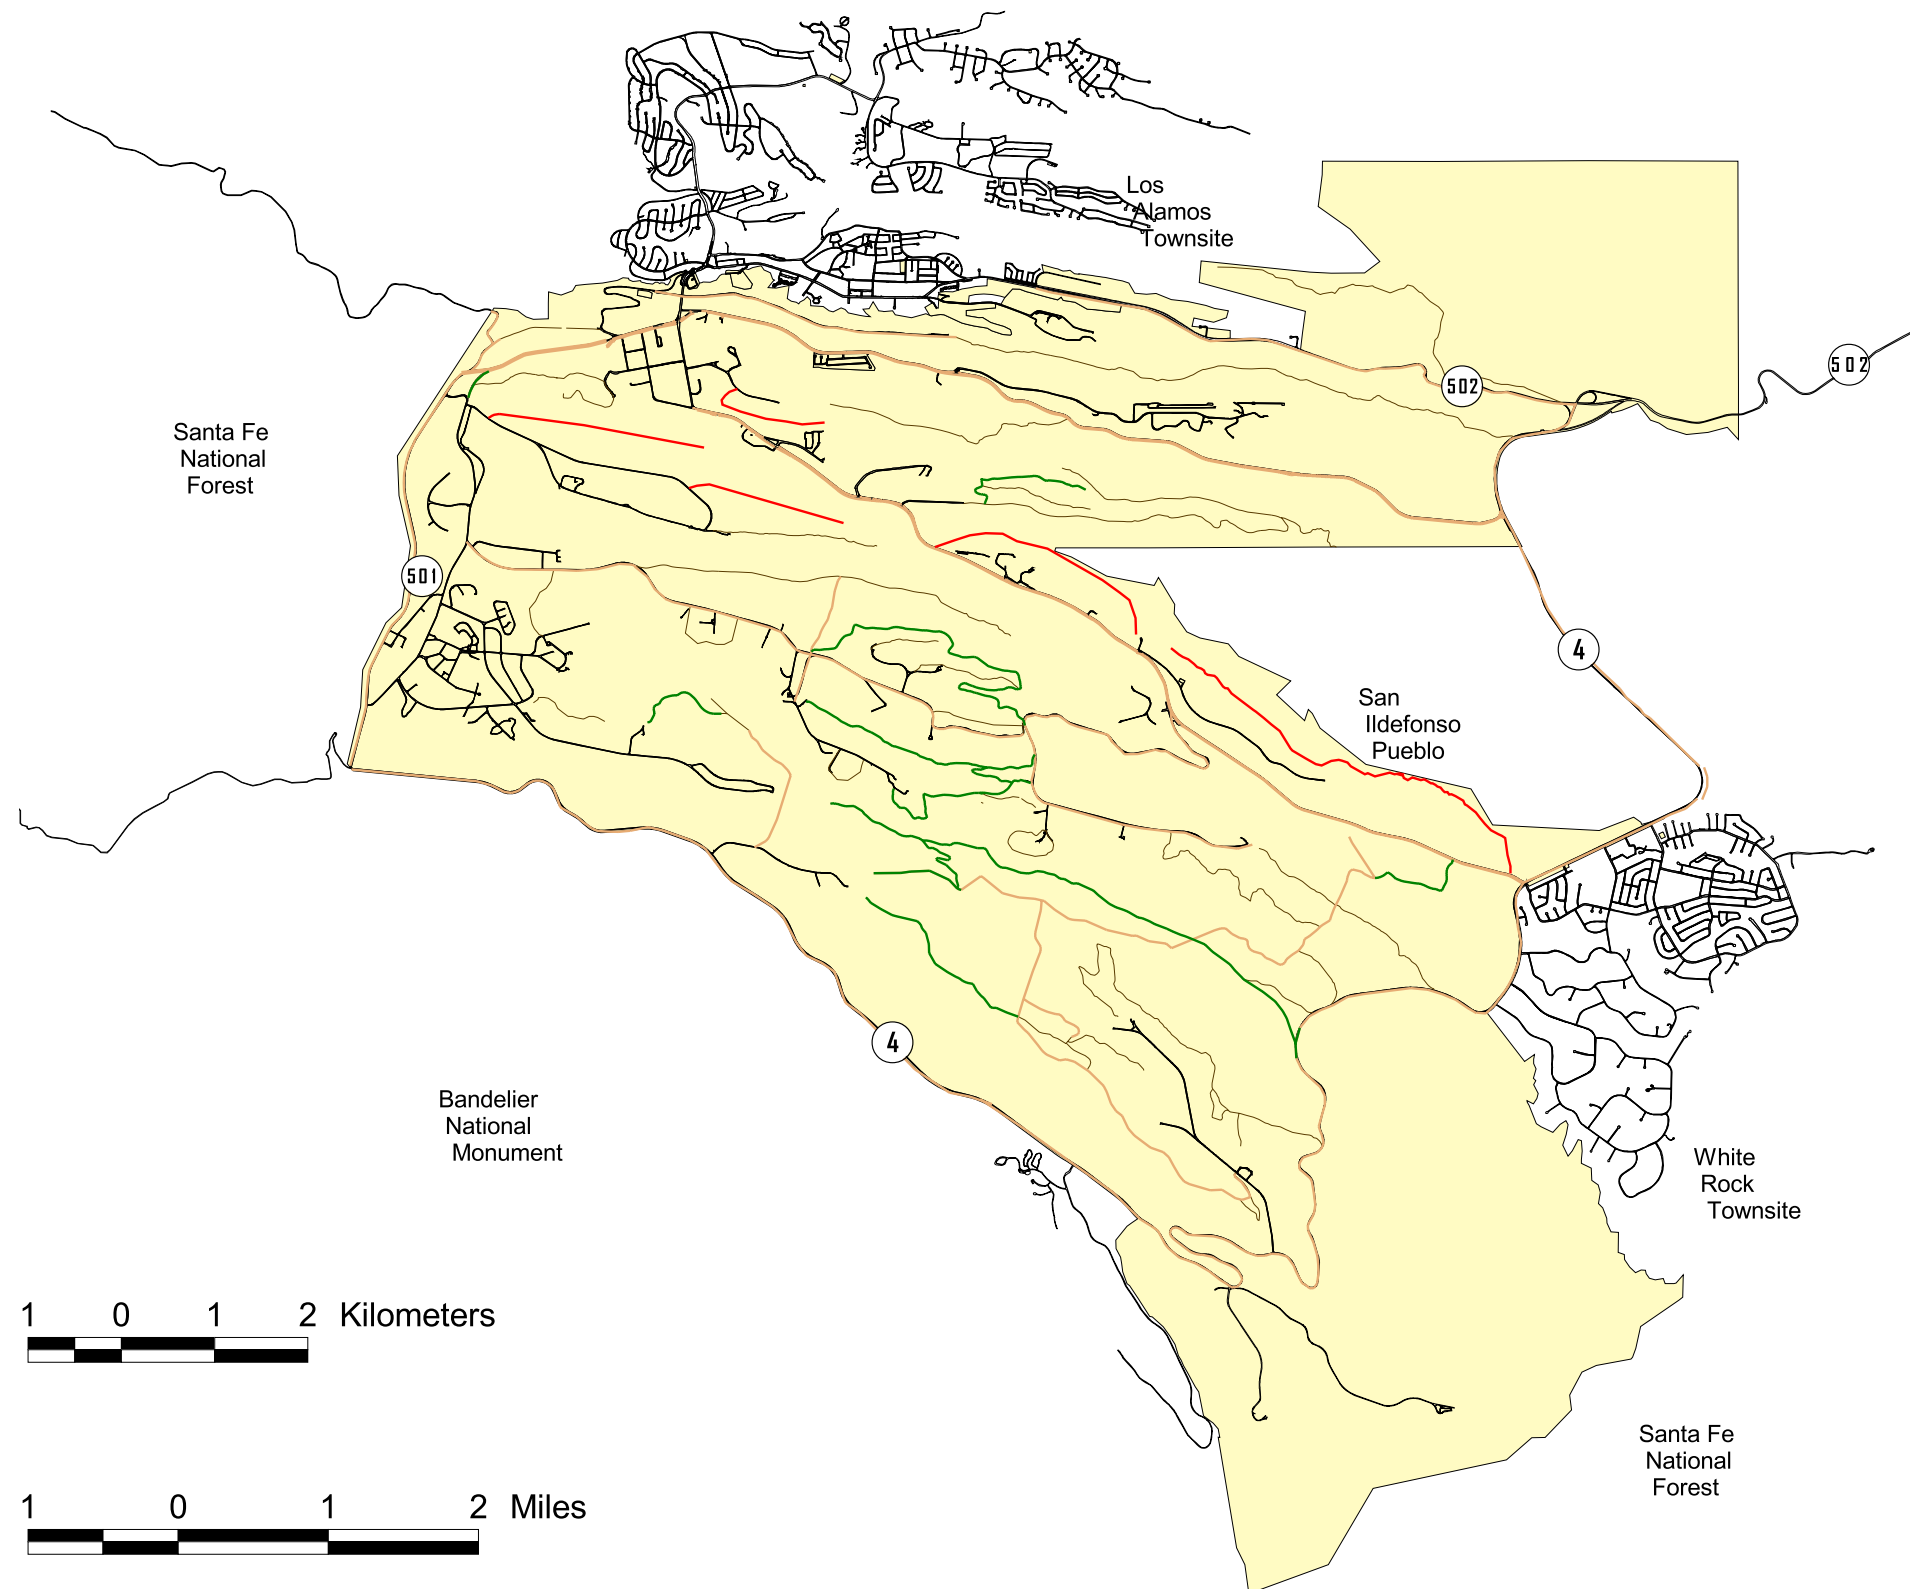 Los
Alamos
Townsite
502
502
Santa Fe
National
Forest
501
4
San
Ildefonso
Pueblo
4
Bandelier
National
Monument
White
Rock
Townsite
1 0 1 2 Kilometers
Santa Fe
National
Forest
1 0 1 2 Miles